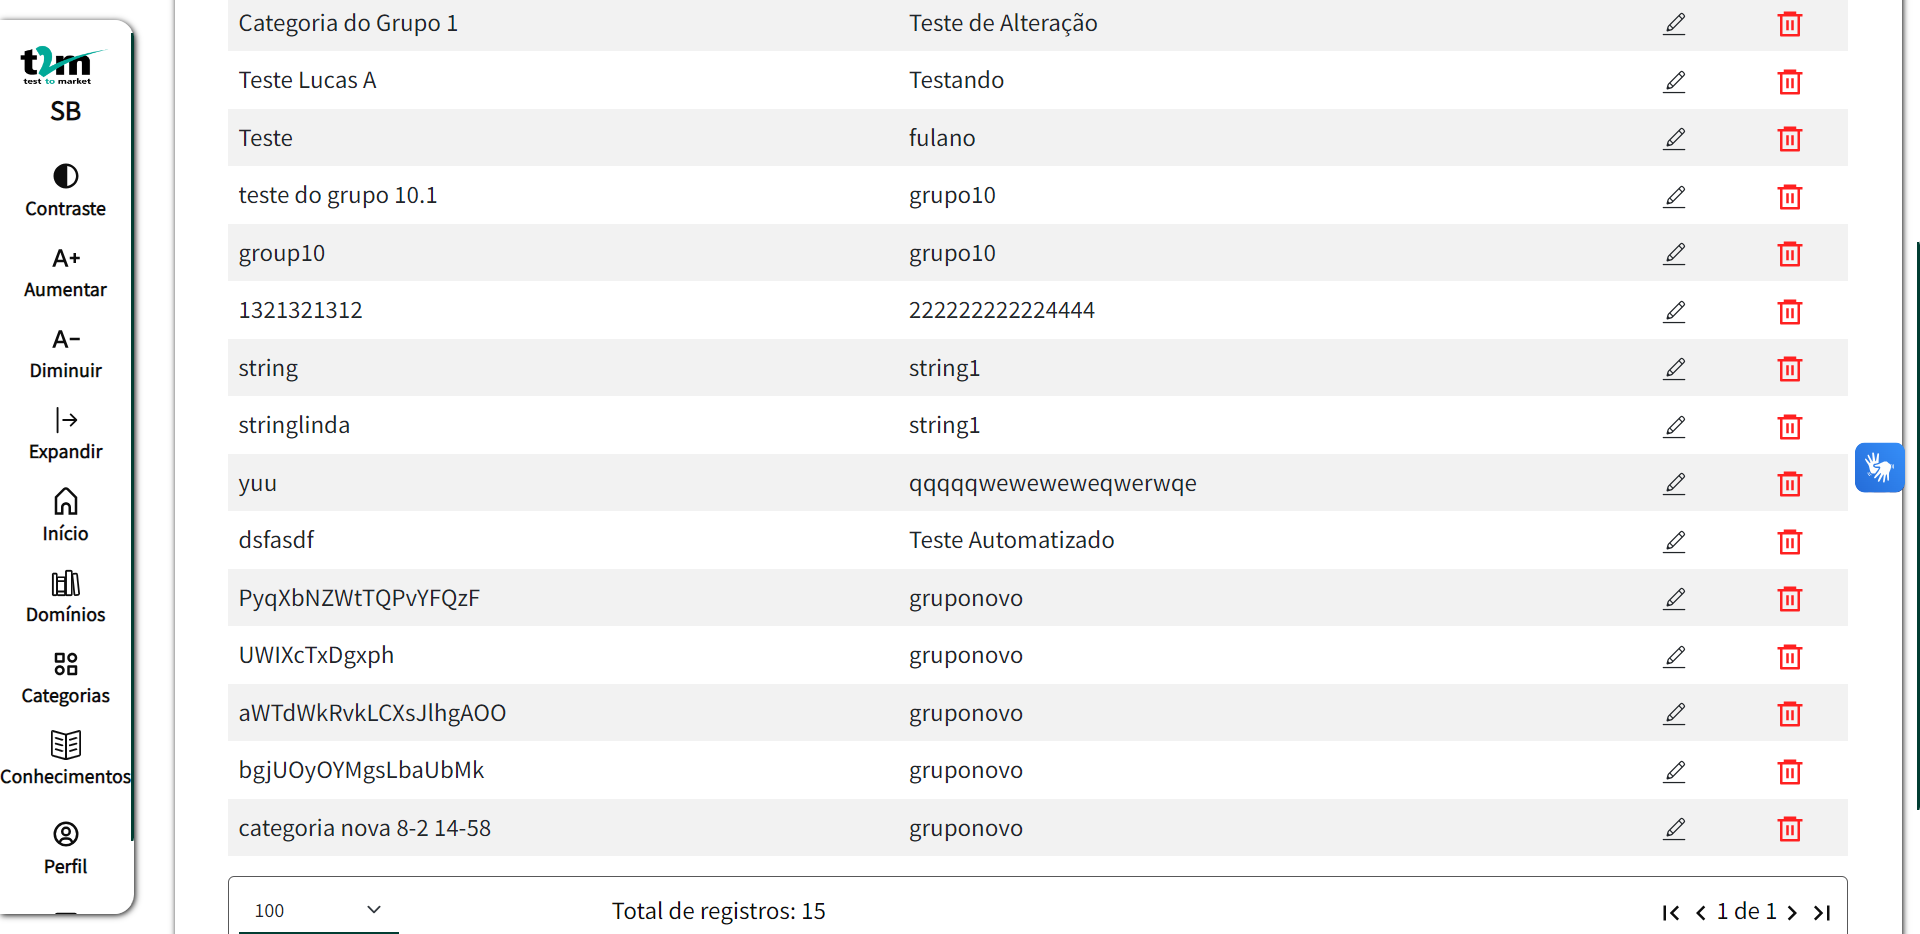 t2m
test to market
SB
Contraste
A+
Aumentar
A-
Diminuir
Expandir
Início
Domínios
Categorias
Conhecimentos
Perfil
Categoria do Grupo 1 Teste de Alteração
Teste Lucas A Testando
Teste fulano
teste do grupo 10.1 grupo10
group10 grupo10
1321321312 222222222224444
string string1
stringlinda string1
yuu qqqqqweweweweqwerwqe
dsfasdf Teste Automatizado
PyqXbNZWtTQPvYFQzF gruponovo
UWIXcTxDgxph gruponovo
aWTdWkRvkLCXsJlhgAOO gruponovo
bgjUOyOYMgsLbaUbMk gruponovo
categoria nova 8-2 14-58 gruponovo
100 Total de registros: 15 1 de 1